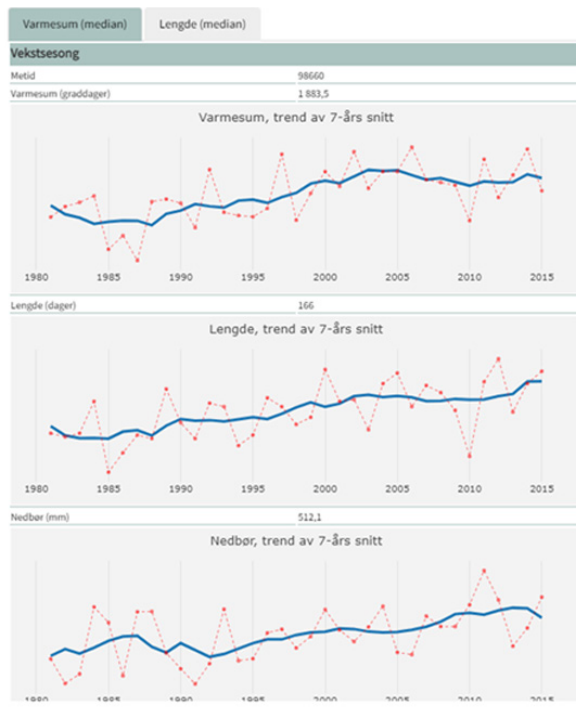 Varmesum (median) Lengde (median)
Vekstsesong
Metid 98660
Varmesum (graddager) 1 883,5
Varmesum, trend av 7-års snitt
1980 1985 1990 1995 2000 2005 2010 2015
Lengde (dager) 166
Lengde, trend av 7-års snitt
1980 1985 1990 1995 2000 2005 2010 2015
Nedbør (mm) 512,1
Nedbør, trend av 7-års snitt
1980 1985 1990 1995 2000 2005 2010 2015